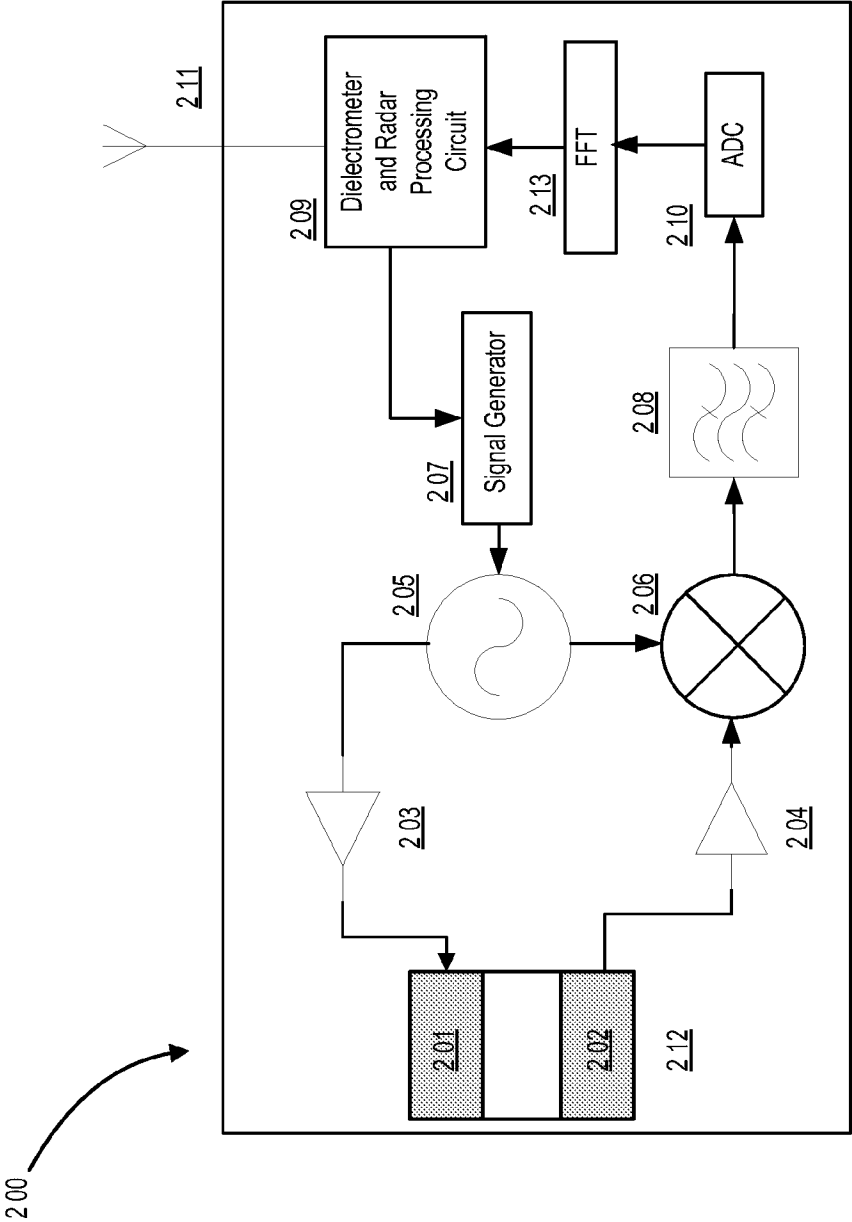 200
2.01
2.02
2.12
2.03
2.04
2.05
2.06
2.07
Signal Generator
2.08
2.09
Dielectrometer
and Radar
Processing
Circuit
2.13
FFT
2.10
ADC
2.11